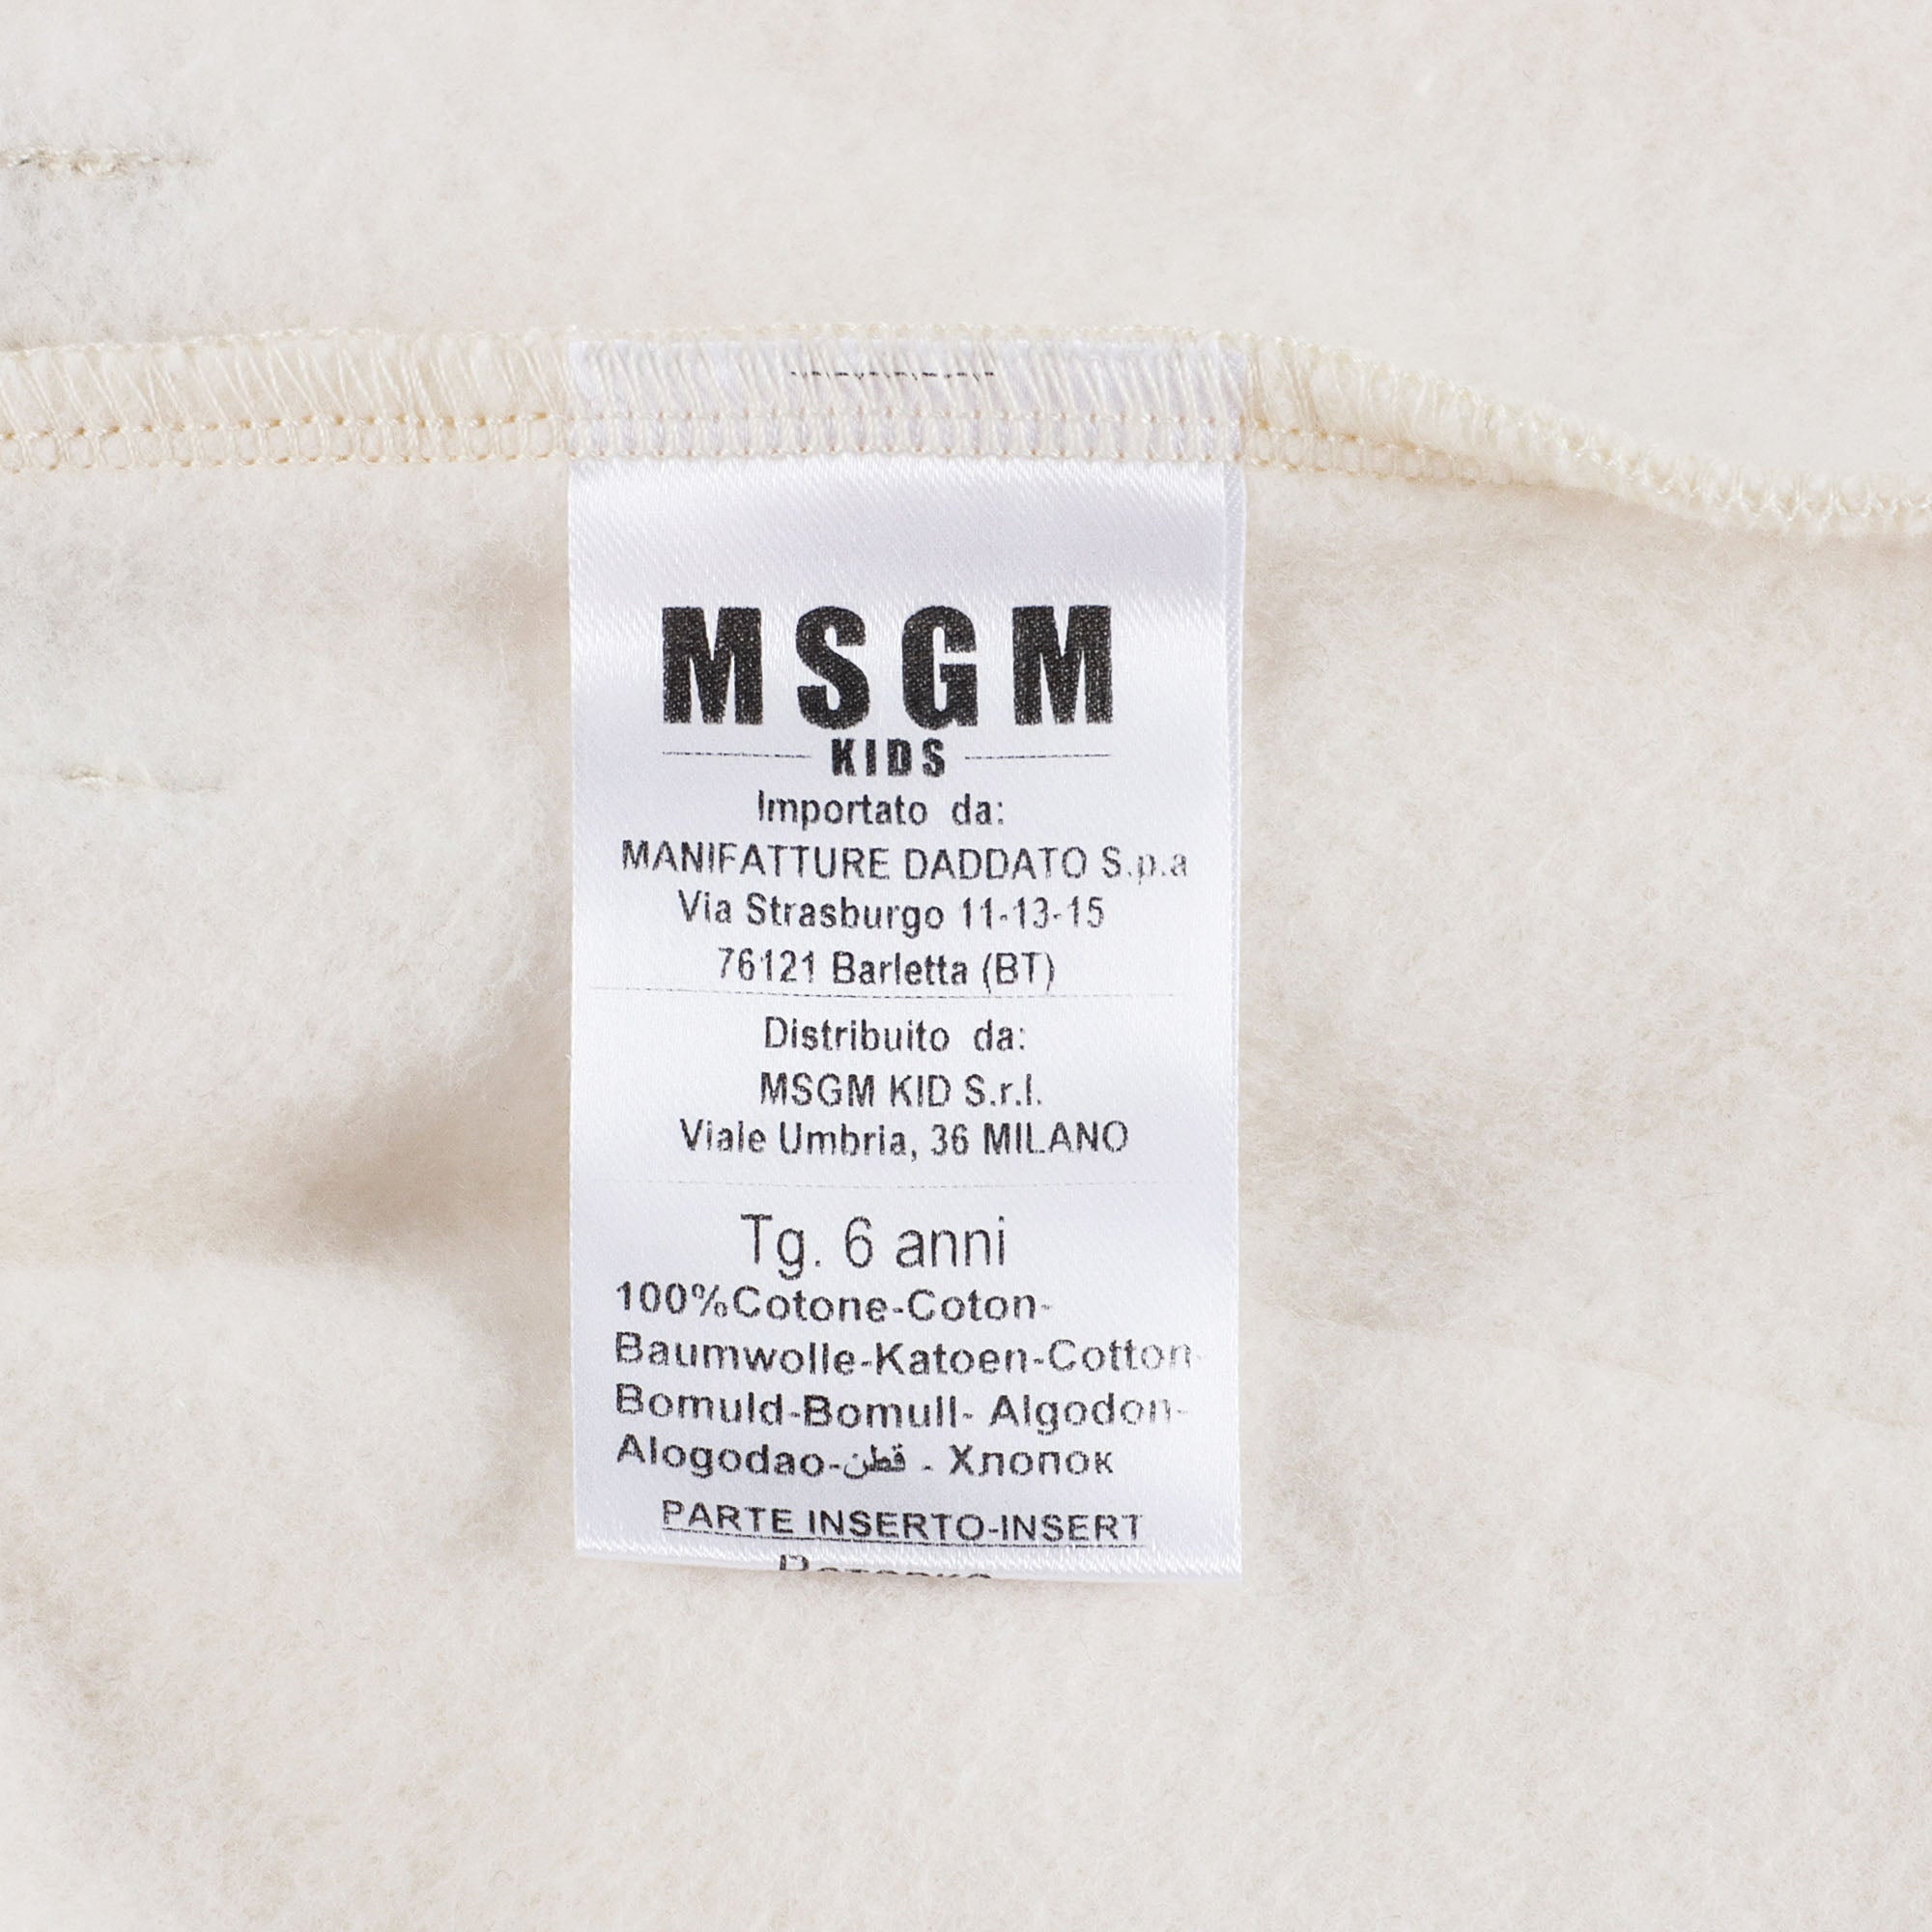 MSGM
KIDS
Importato da:
MANIFATTURE DADDATO S.p.a
Via Strasburgo 11-13-15
76121 Barletta (BT)
Distribuito da:
MSGM KID S.r.l.
Viale Umbria, 36 MILANO
Tg. 6 anni
100%Cotone-Coton-
Baumwolle-Katoen-Cotton-
Bomuld-Bomull- Algodon-
Alogodao-قطن - Хлопок
PARTE INSERTO-INSERT